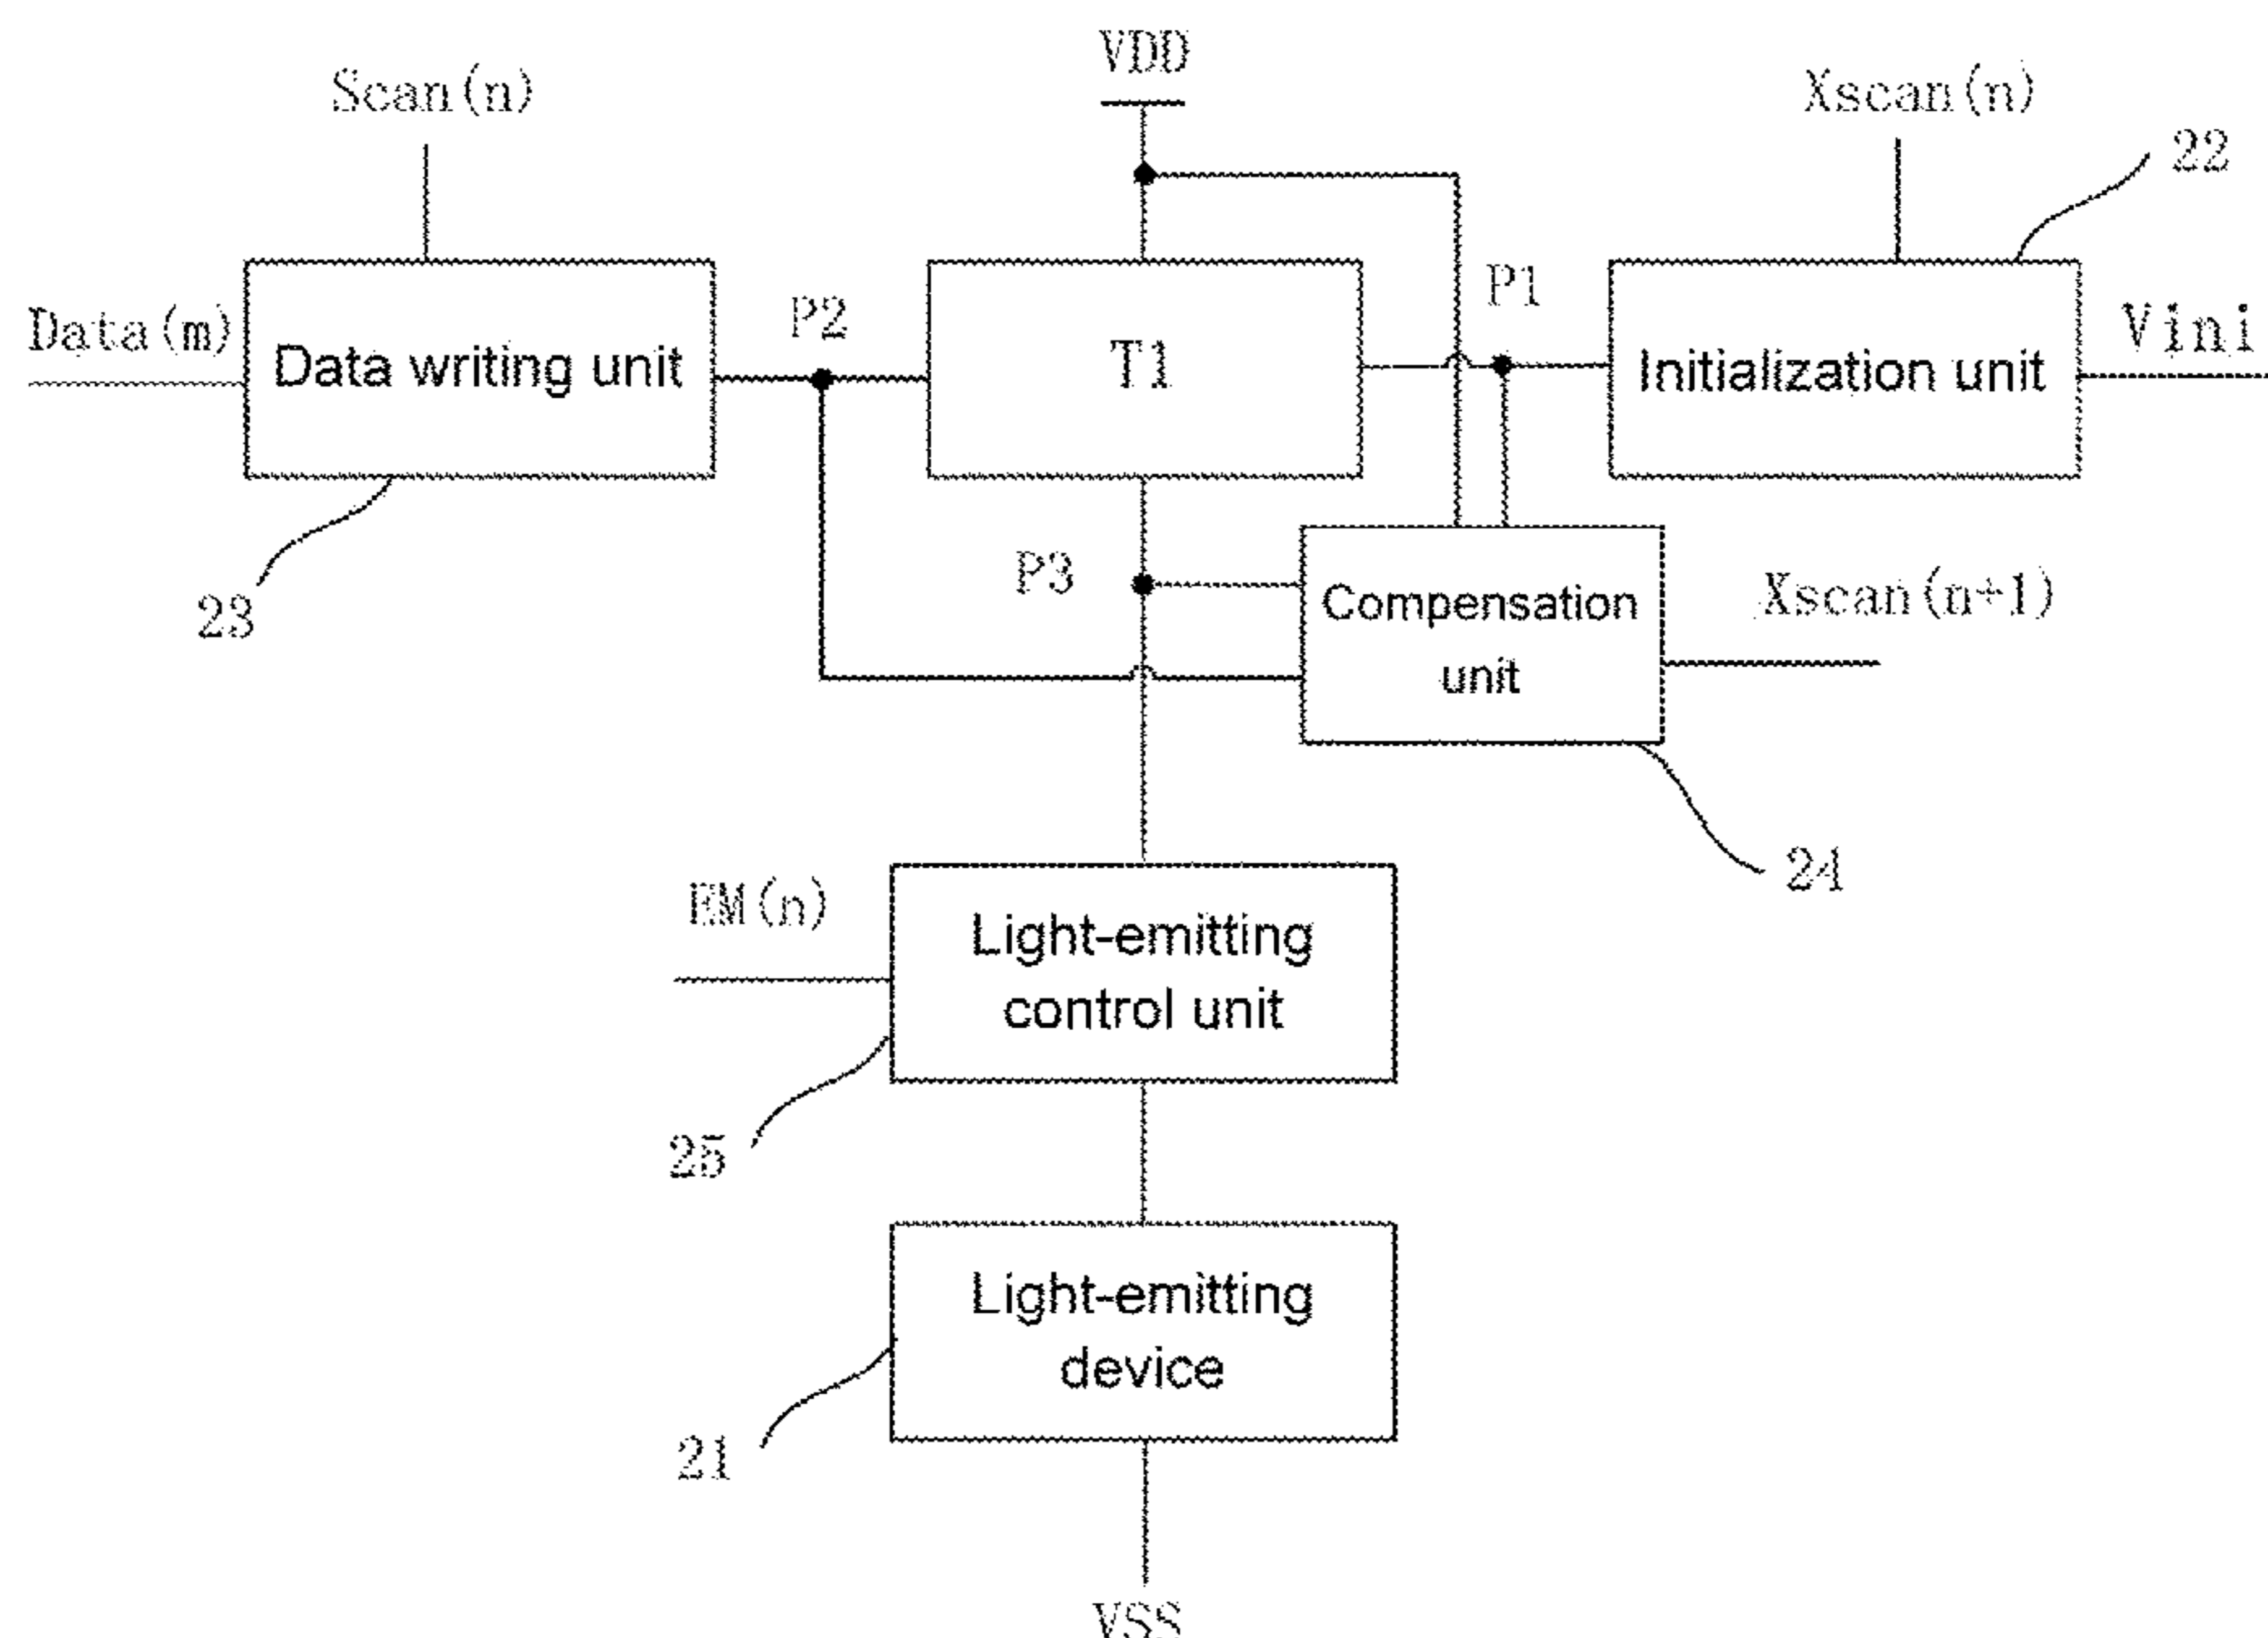 VDD
Scan(n)
Xscan(n)
22
P1
P2
Data(m)
Vini
Data writing unit
T1
Initialization unit
P3
23
Compensation
unit
Xscan(n+1)
24
EM(n)
Light-emitting
control unit
25
Light-emitting
device
21
VSS